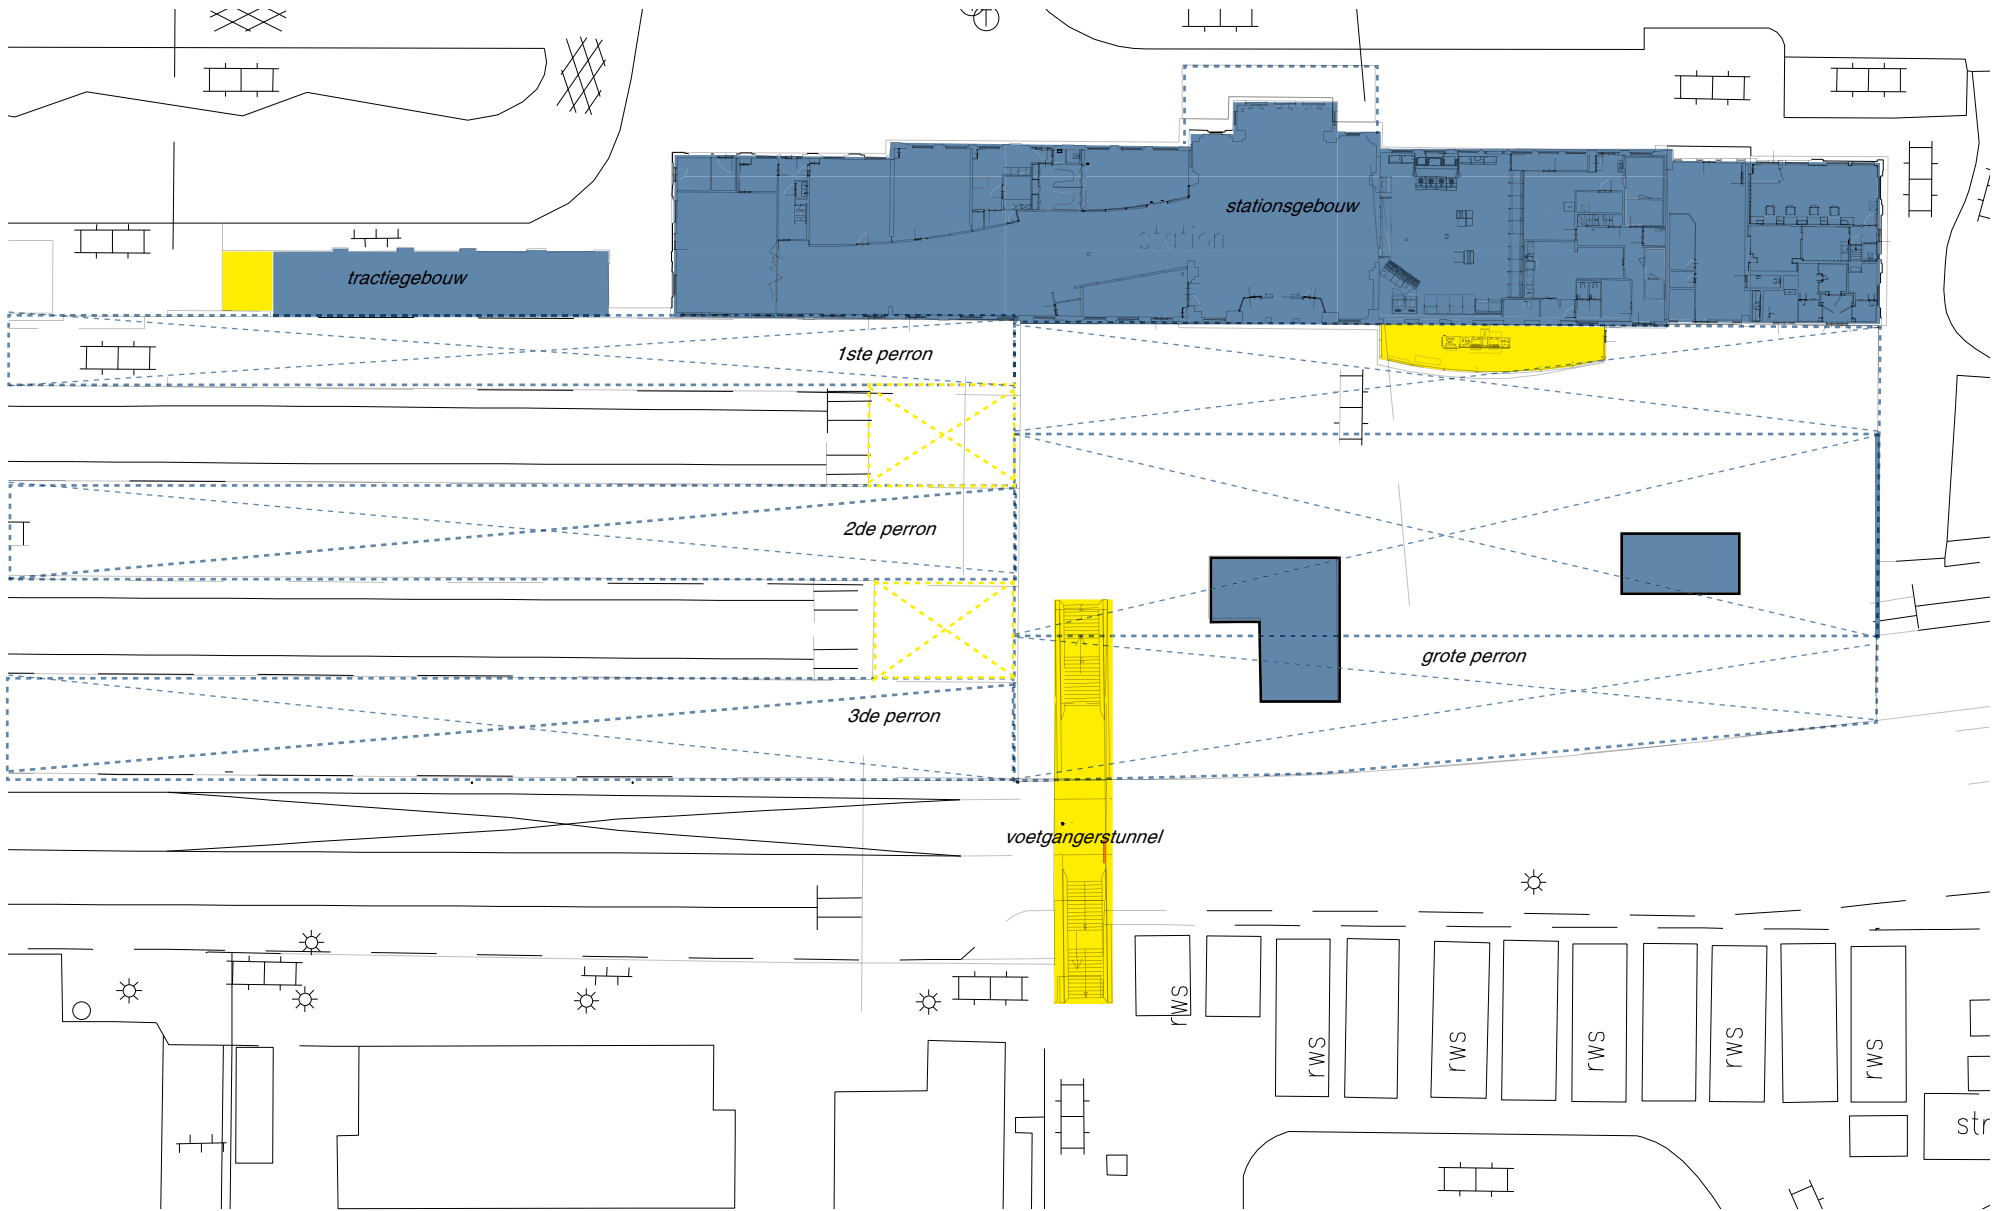 stationsgebouw
station
tractiegebouw
1ste perron
2de perron
grote perron
3de perron
voetgangerstunnel
rws
rws
rws
rws
rws
rws
str